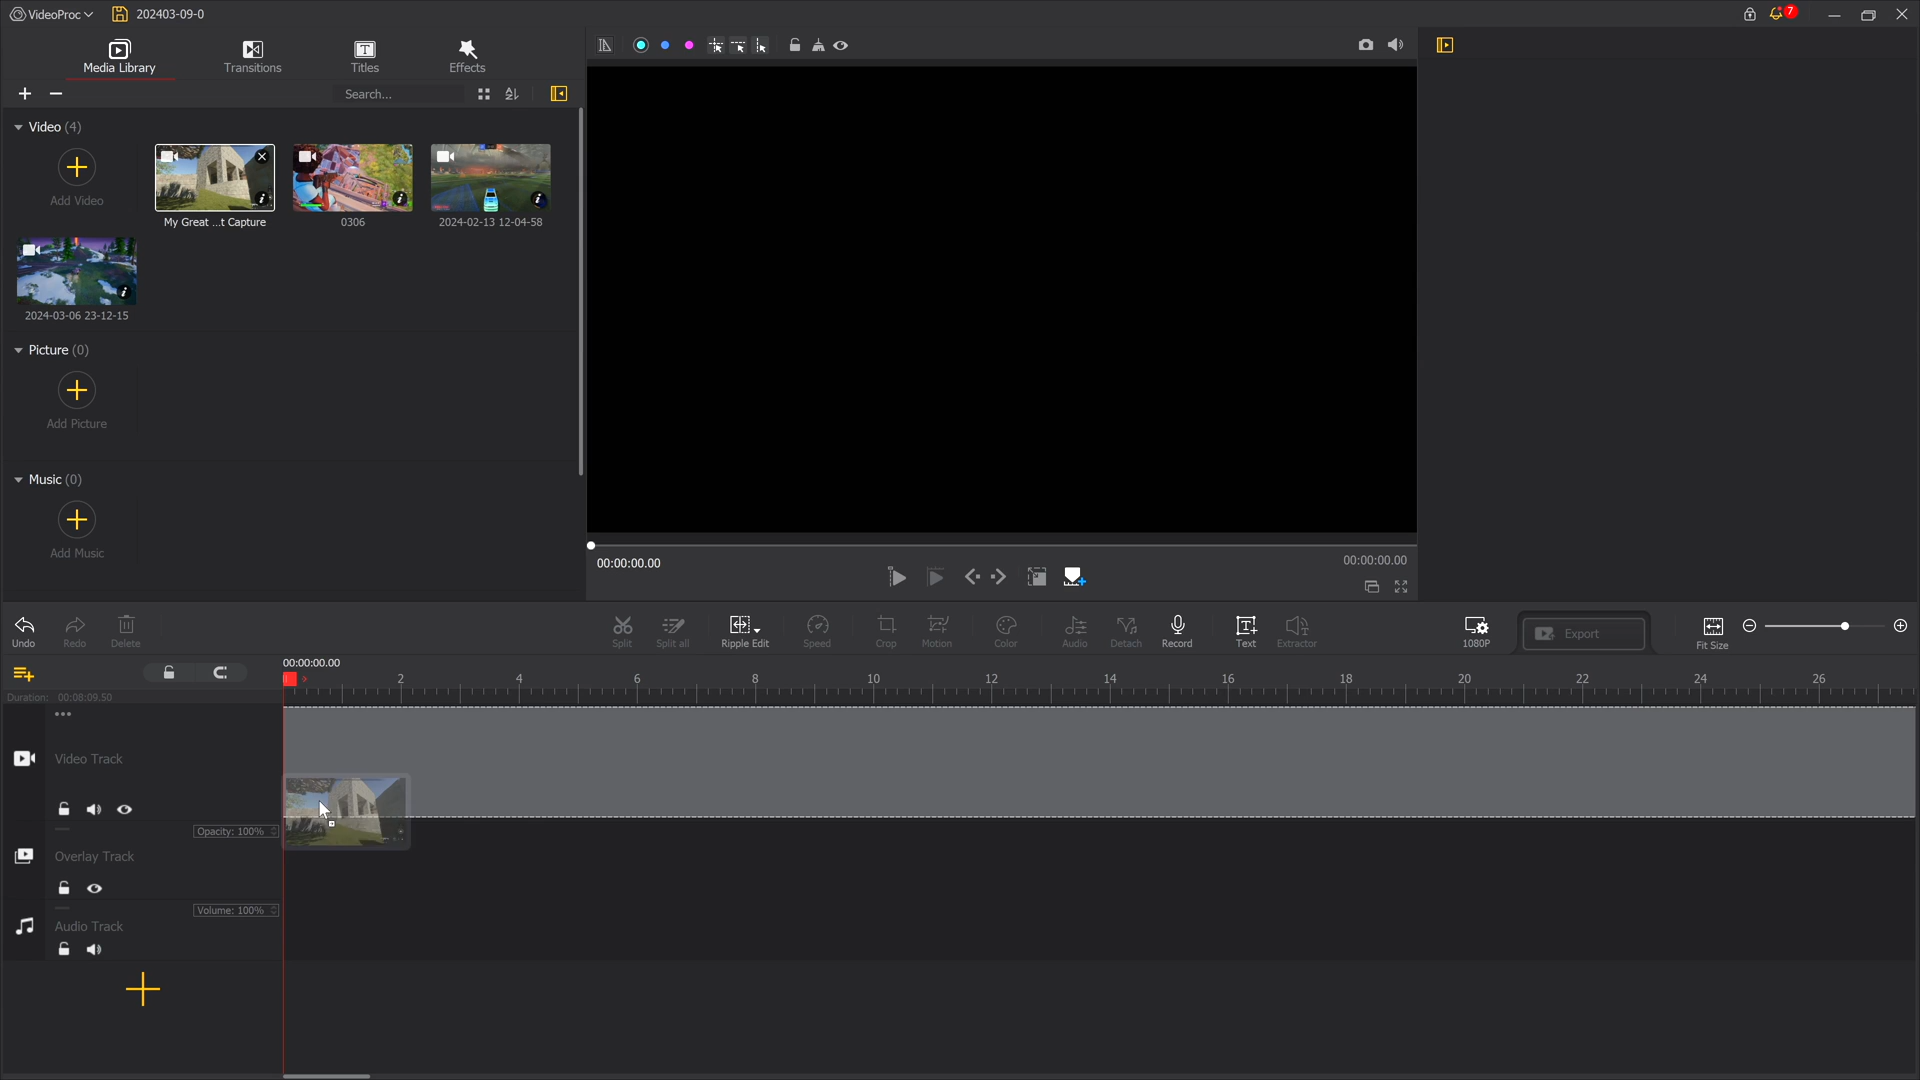 VideoProc
202403-09-0
7
Media Library
Transitions
Titles
Effects
Search...
Video (4)
Add Video
My Great ...t Capture
0306
2024-02-13 12-04-58
2024-03-06 23-12-15
Picture (0)
Add Picture
Music (0)
Add Music
00:00:00.00
00:00:00.00
Undo
Redo
Delete
Split
Split all
Ripple Edit
Speed
Crop
Motion
Color
Audio
Detach
Record
Text
Extractor
1080P
Export
Fit Size
00:00:00.00
2 4 6 8 10 12 14 16 18 20 22 24 26
Duration: 00:08:09.50
Video Track
Opacity: 100%
Overlay Track
Volume: 100%
Audio Track